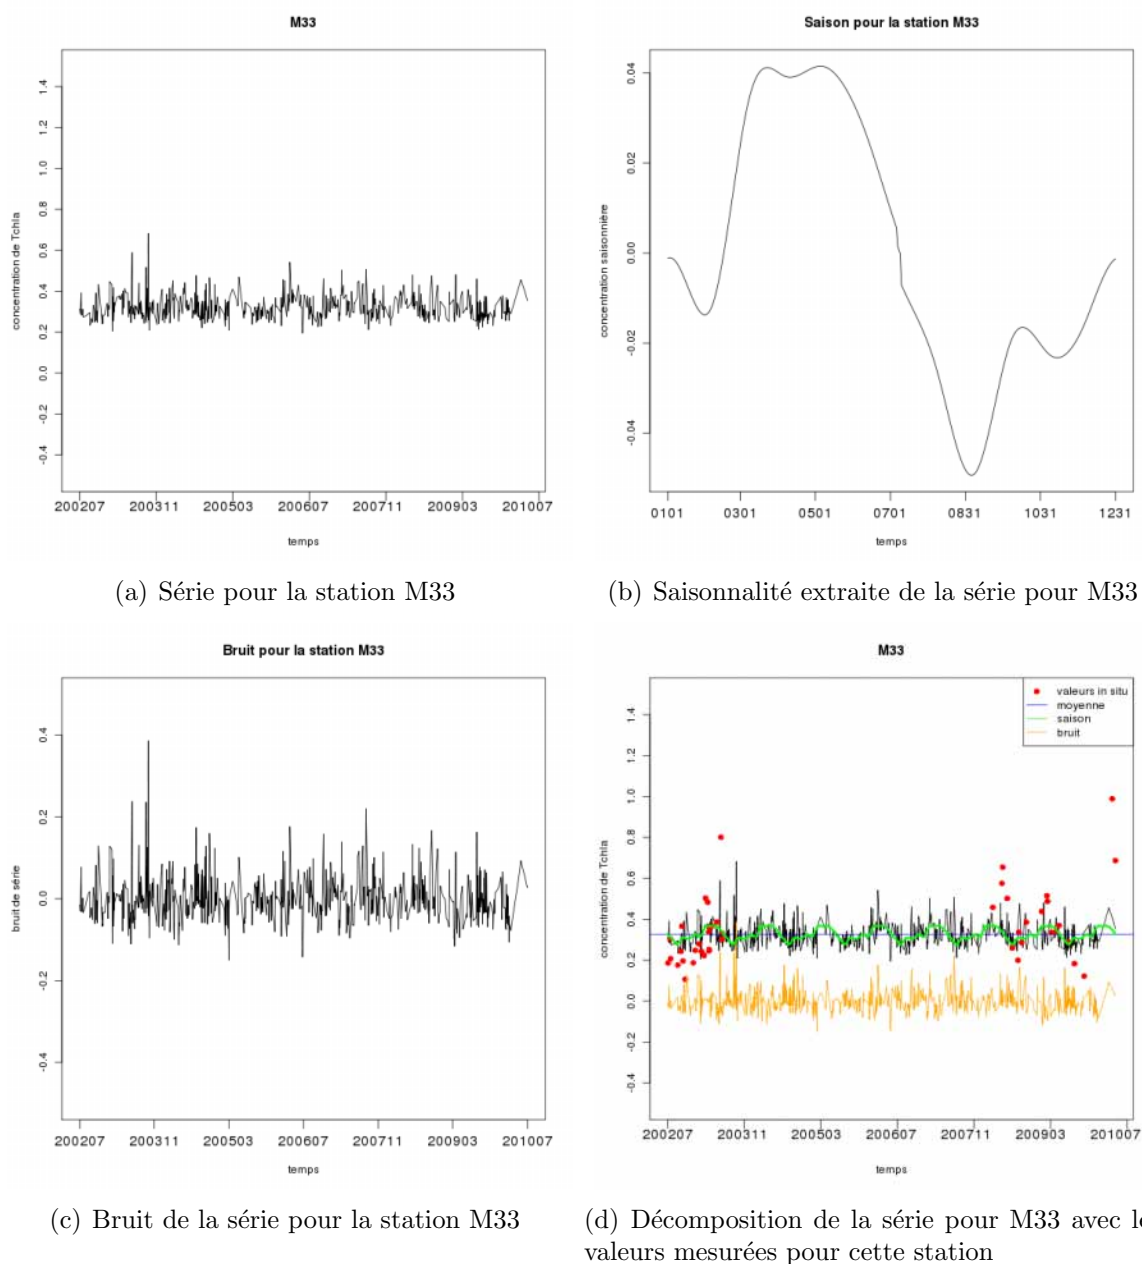 M33
concentration de Tchla
1.4
1.2
1.0
0.8
0.6
0.4
0.2
0.0
-0.2
-0.4
200207 200311 200503 200607 200711 200903 201007
temps
(a) Série pour la station M33
Saison pour la station M33
concentration saisonnière
0.04
0.02
0.00
-0.02
-0.04
0101 0301 0501 0701 0831 1031 1231
temps
(b) Saisonnalité extraite de la série pour M33
Bruit pour la station M33
bruit de série
0.4
0.2
0.0
-0.2
-0.4
200207 200311 200503 200607 200711 200903 201007
temps
(c) Bruit de la série pour la station M33
M33
valeurs in situ
moyenne
saison
bruit
concentration de Tchla
1.4
1.2
1.0
0.8
0.6
0.4
0.2
0.0
-0.2
-0.4
200207 200311 200503 200607 200711 200903 201007
temps
(d) Décomposition de la série pour M33 avec
valeurs mesurées pour cette station